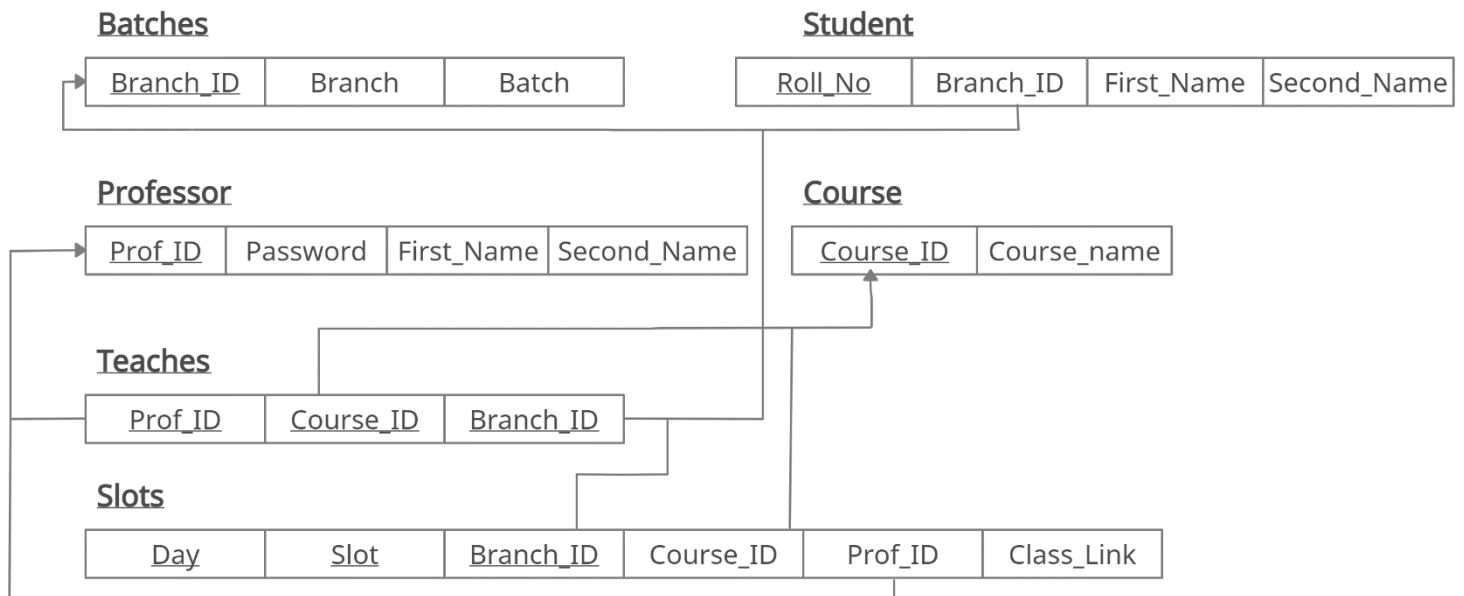 Batches
Student
Branch_ID Branch Batch
Roll_No Branch_ID First_Name Second_Name
Professor
Course
Prof_ID Password First_Name Second_Name
Course_ID Course_name
Teaches
Prof_ID Course_ID Branch_ID
Slots
Day Slot Branch_ID Course_ID Prof_ID Class_Link